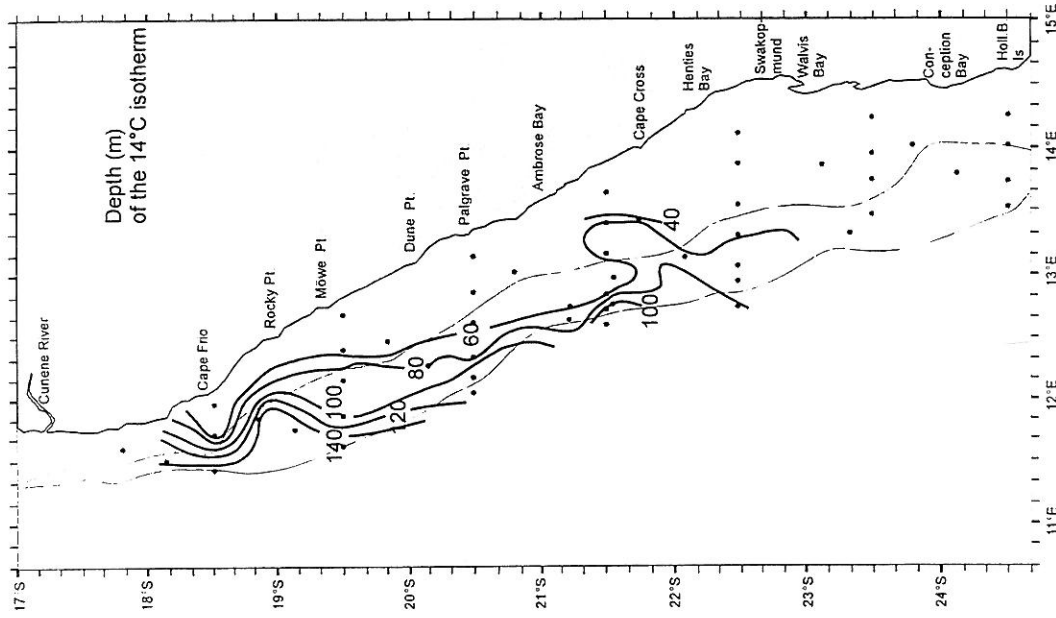 Depth (m)
of the 14°C isotherm
Cunene River
Cape Frio
Rocky Pt
Möwe Pt
Dune Pt.
Palgrave Pt.
Ambrose Bay
Cape Cross
Henties
Bay
Swakop-
mund
Walvis
Bay
Con-
ception
Bay
Holl.B
Is
140
100
120
80
60
100
40
17°S
18°S
19°S
20°S
21°S
22°S
23°S
24°S
11°E
12°E
13°E
14°E
15°E